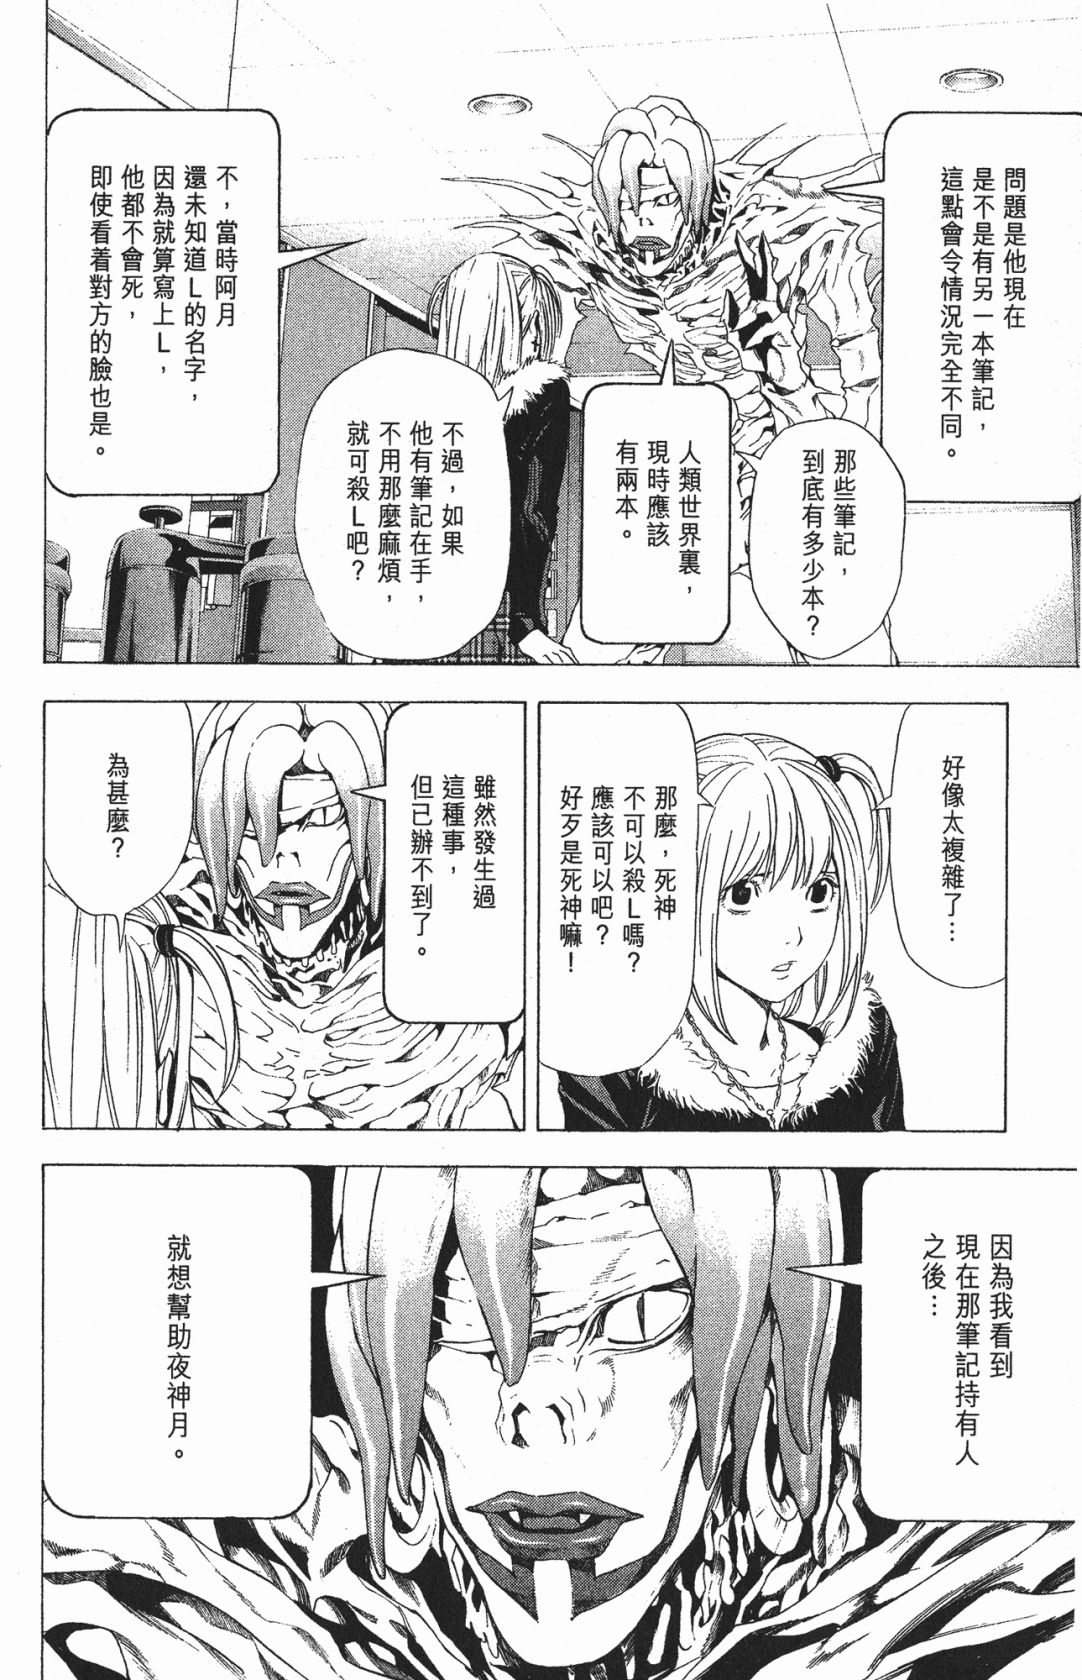 問題是他現在
是不是有另一本筆記，
這點會令情況完全不同。
那些筆記，
到底有多少本？
人類世界裏，
現時應該
有兩本。
不過，如果
他有筆記在手，
不用那麼麻煩，
就可殺Ｌ吧？
不，當時阿月
還未知道Ｌ的名字，
因為就算寫上Ｌ，
他都不會死，
即使看着對方的臉也是。
好像太複雜了…
那麼，死神
不可以殺Ｌ嗎？
應該可以吧？
好歹是死神嘛！
雖然發生過
這種事，
但已辦不到了。
為甚麼？
因為我看到
現在那筆記持有人
之後…
就想幫助夜神月。